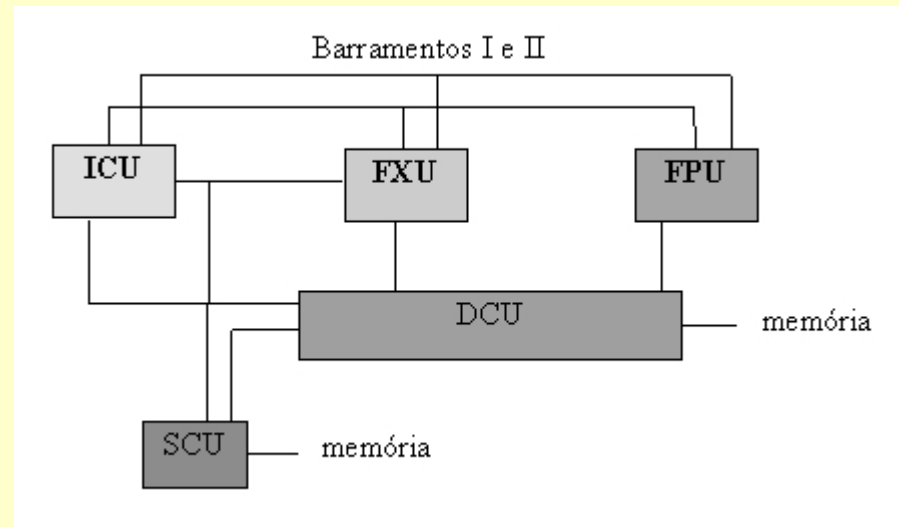 Barramentos I e II
ICU
FXU
FPU
DCU
memória
SCU
memória